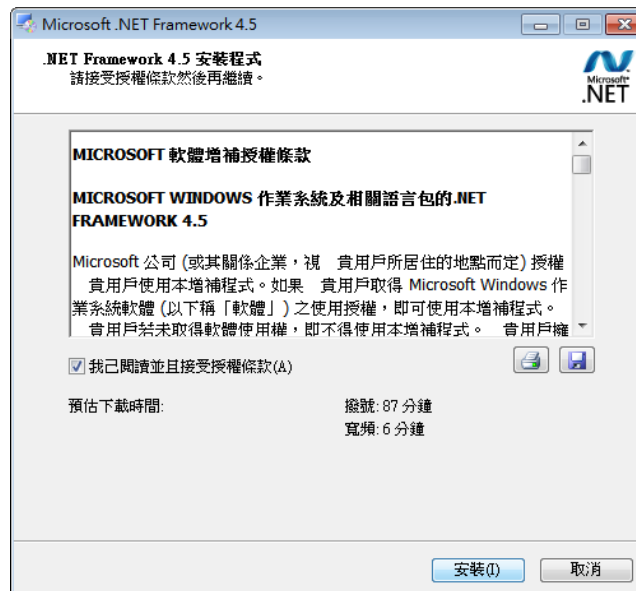 Microsoft .NET Framework 4.5
.NET Framework 4.5 安裝程式
請接受授權條款然後再繼續。
Microsoft
.NET
MICROSOFT 軟體增補授權條款
MICROSOFT WINDOWS 作業系統及相關語言包的.NET
FRAMEWORK 4.5
Microsoft 公司 (或其關係企業，視 貴用戶所居住的地點而定) 授權
貴用戶使用本增補程式。如果 貴用戶取得 Microsoft Windows 作
業系統軟體 (以下稱「軟體」) 之使用授權，即可使用本增補程式。
貴用戶若未取得軟體使用權，即不得使用本增補程式。 貴用戶擁
我已閱讀並且接受授權條款(A)
預估下載時間: 撥號: 87 分鐘
寬頻: 6 分鐘
安裝(I) 取消